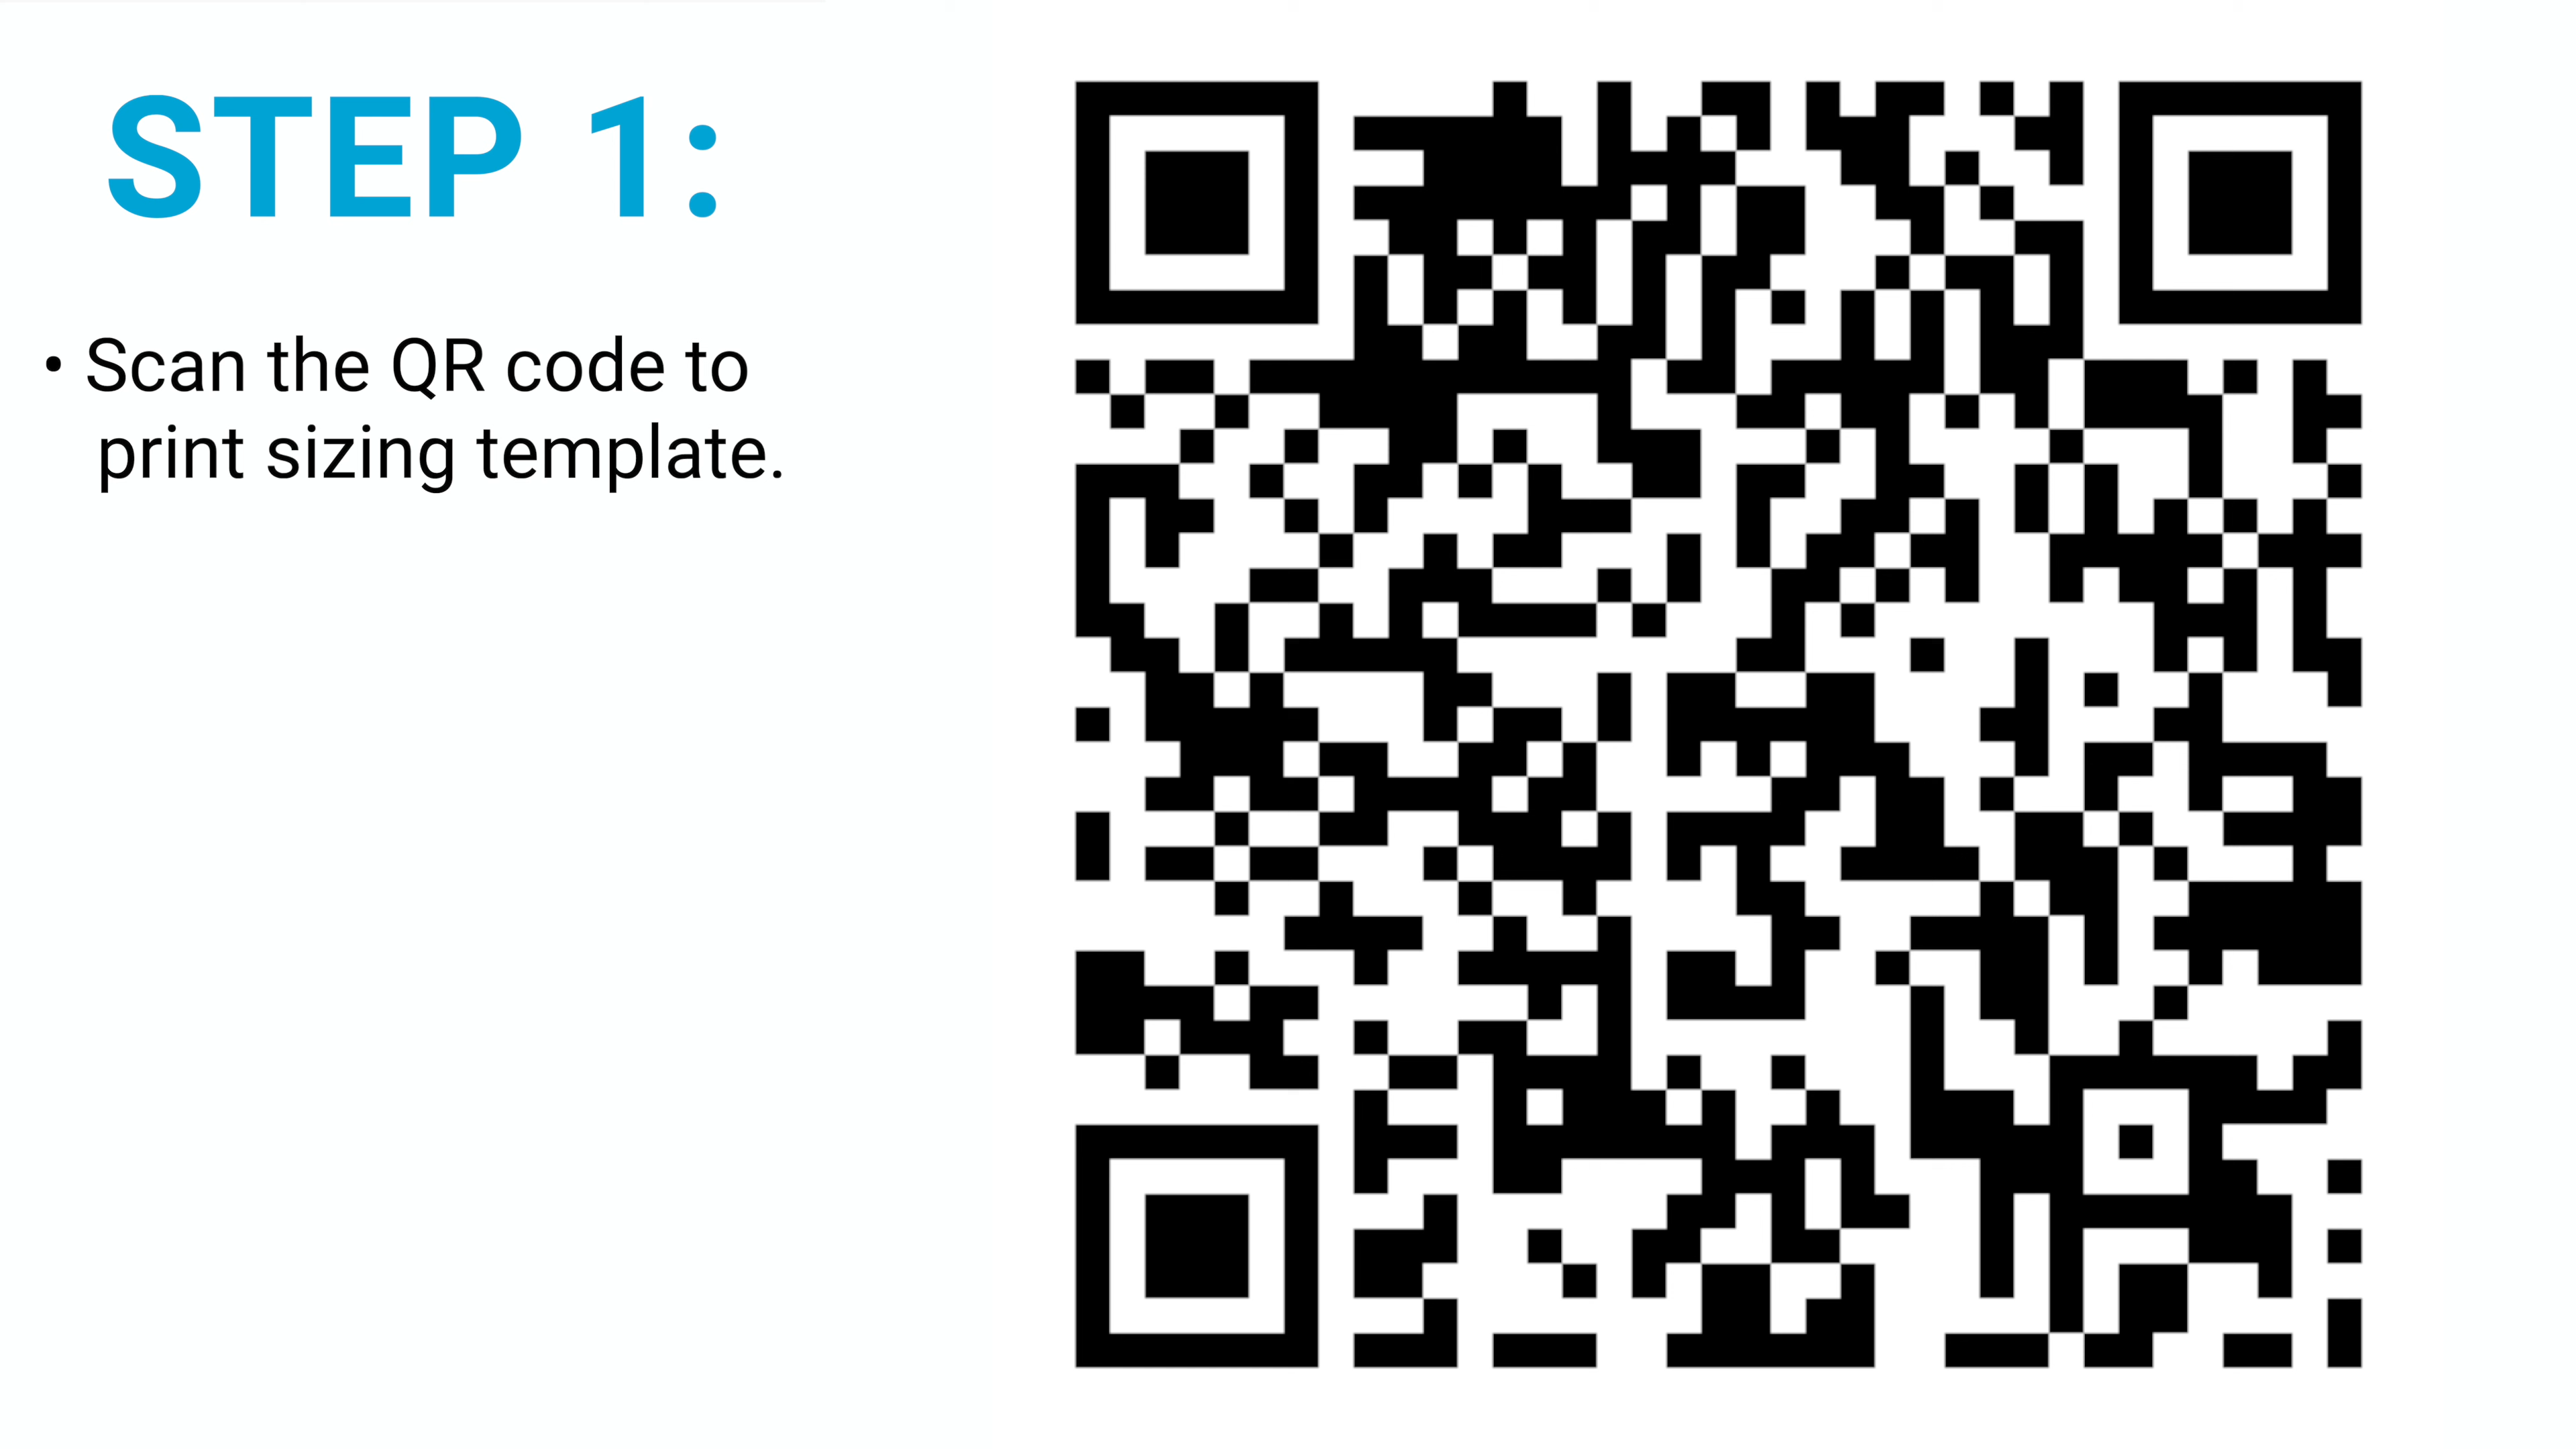 STEP 1:
• Scan the QR code to
print sizing template.